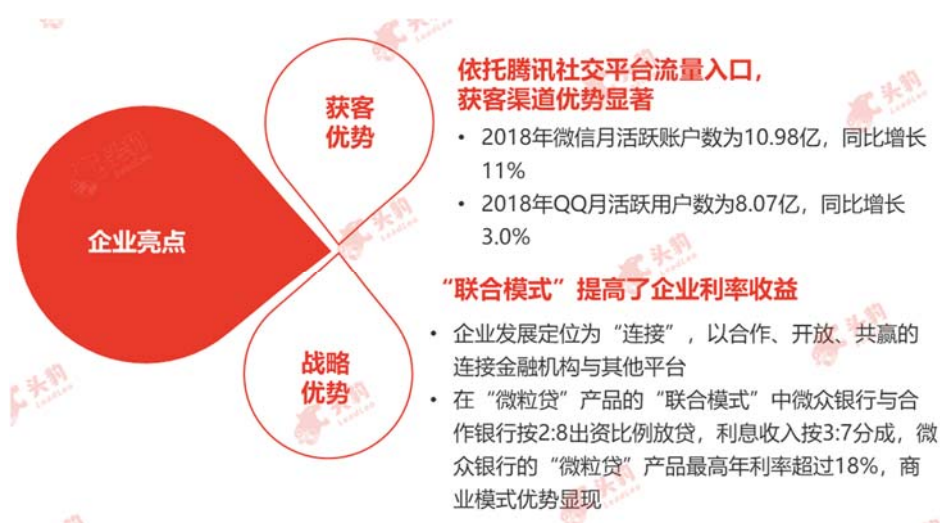 企业亮点
获客
优势
依托腾讯社交平台流量入口，
获客渠道优势显著
• 2018年微信月活跃账户数为10.98亿，同比增长
11%
• 2018年QQ月活跃用户数为8.07亿，同比增长
3.0%
战略
优势
“联合模式”提高了企业利率收益
• 企业发展定位为“连接”，以合作、开放、共赢的
连接金融机构与其他平台
• 在“微粒贷”产品的“联合模式”中微众银行与合
作银行按2:8出资比例放贷，利息收入按3:7分成，微
众银行的“微粒贷”产品最高年利率超过18%，商
业模式优势显现
头豹
LeadLeo